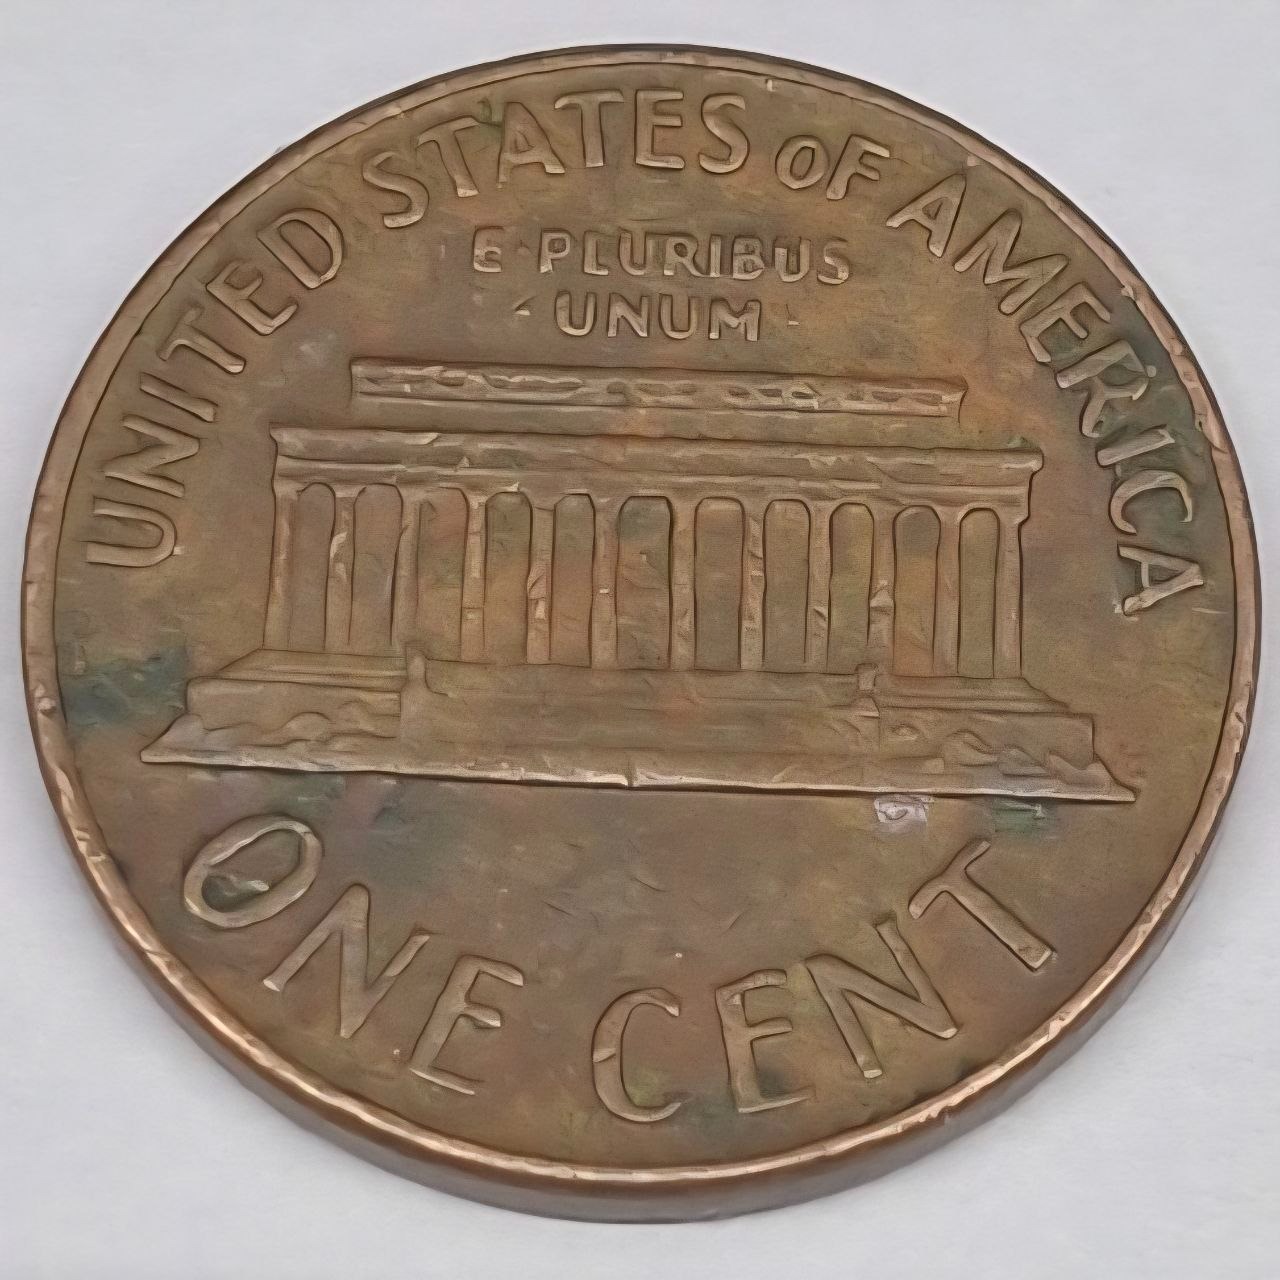 UNITED STATES OF AMERICA
E PLURIBUS
UNUM
ONE CENT